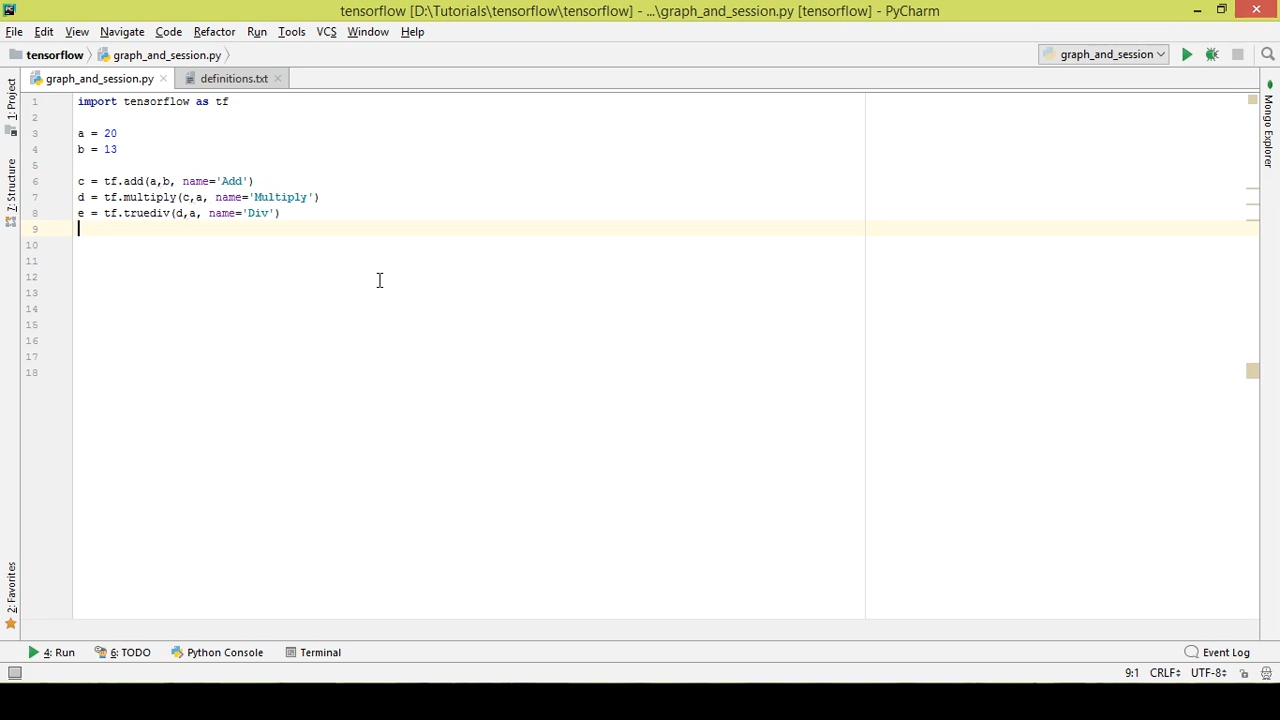 tensorflow [D:\Tutorials\tensorflow\tensorflow] - ...\graph_and_session.py [tensorflow] - PyCharm
File Edit View Navigate Code Refactor Run Tools VCS Window Help
tensorflow graph_and_session.py graph_and_session
graph_and_session.py definitions.txt
1: Project
7: Structure
2: Favorites
Mongo Explorer
1 import tensorflow as tf
2
3 a = 20
4 b = 13
5
6 c = tf.add(a,b, name='Add')
7 d = tf.multiply(c,a, name='Multiply')
8 e = tf.truediv(d,a, name='Div')
9
10
11
12
13
14
15
16
17
18
4: Run 6: TODO Python Console Terminal Event Log
9:1 CRLF UTF-8